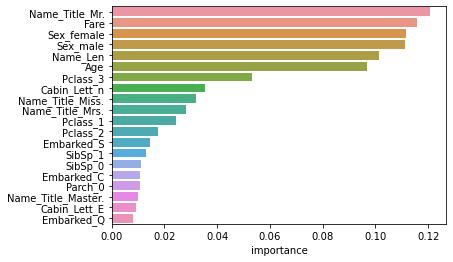 Name_Title_Mr.
Fare
Sex_female
Sex_male
Name_Len
Age
Pclass_3
Cabin_Lett_n
Name_Title_Miss.
Name_Title_Mrs.
Pclass_1
Pclass_2
Embarked_S
SibSp_1
SibSp_0
Embarked_C
Parch_0
Name_Title_Master.
Cabin_Lett_E
Embarked_Q
0.00 0.02 0.04 0.06 0.08 0.10 0.12
importance